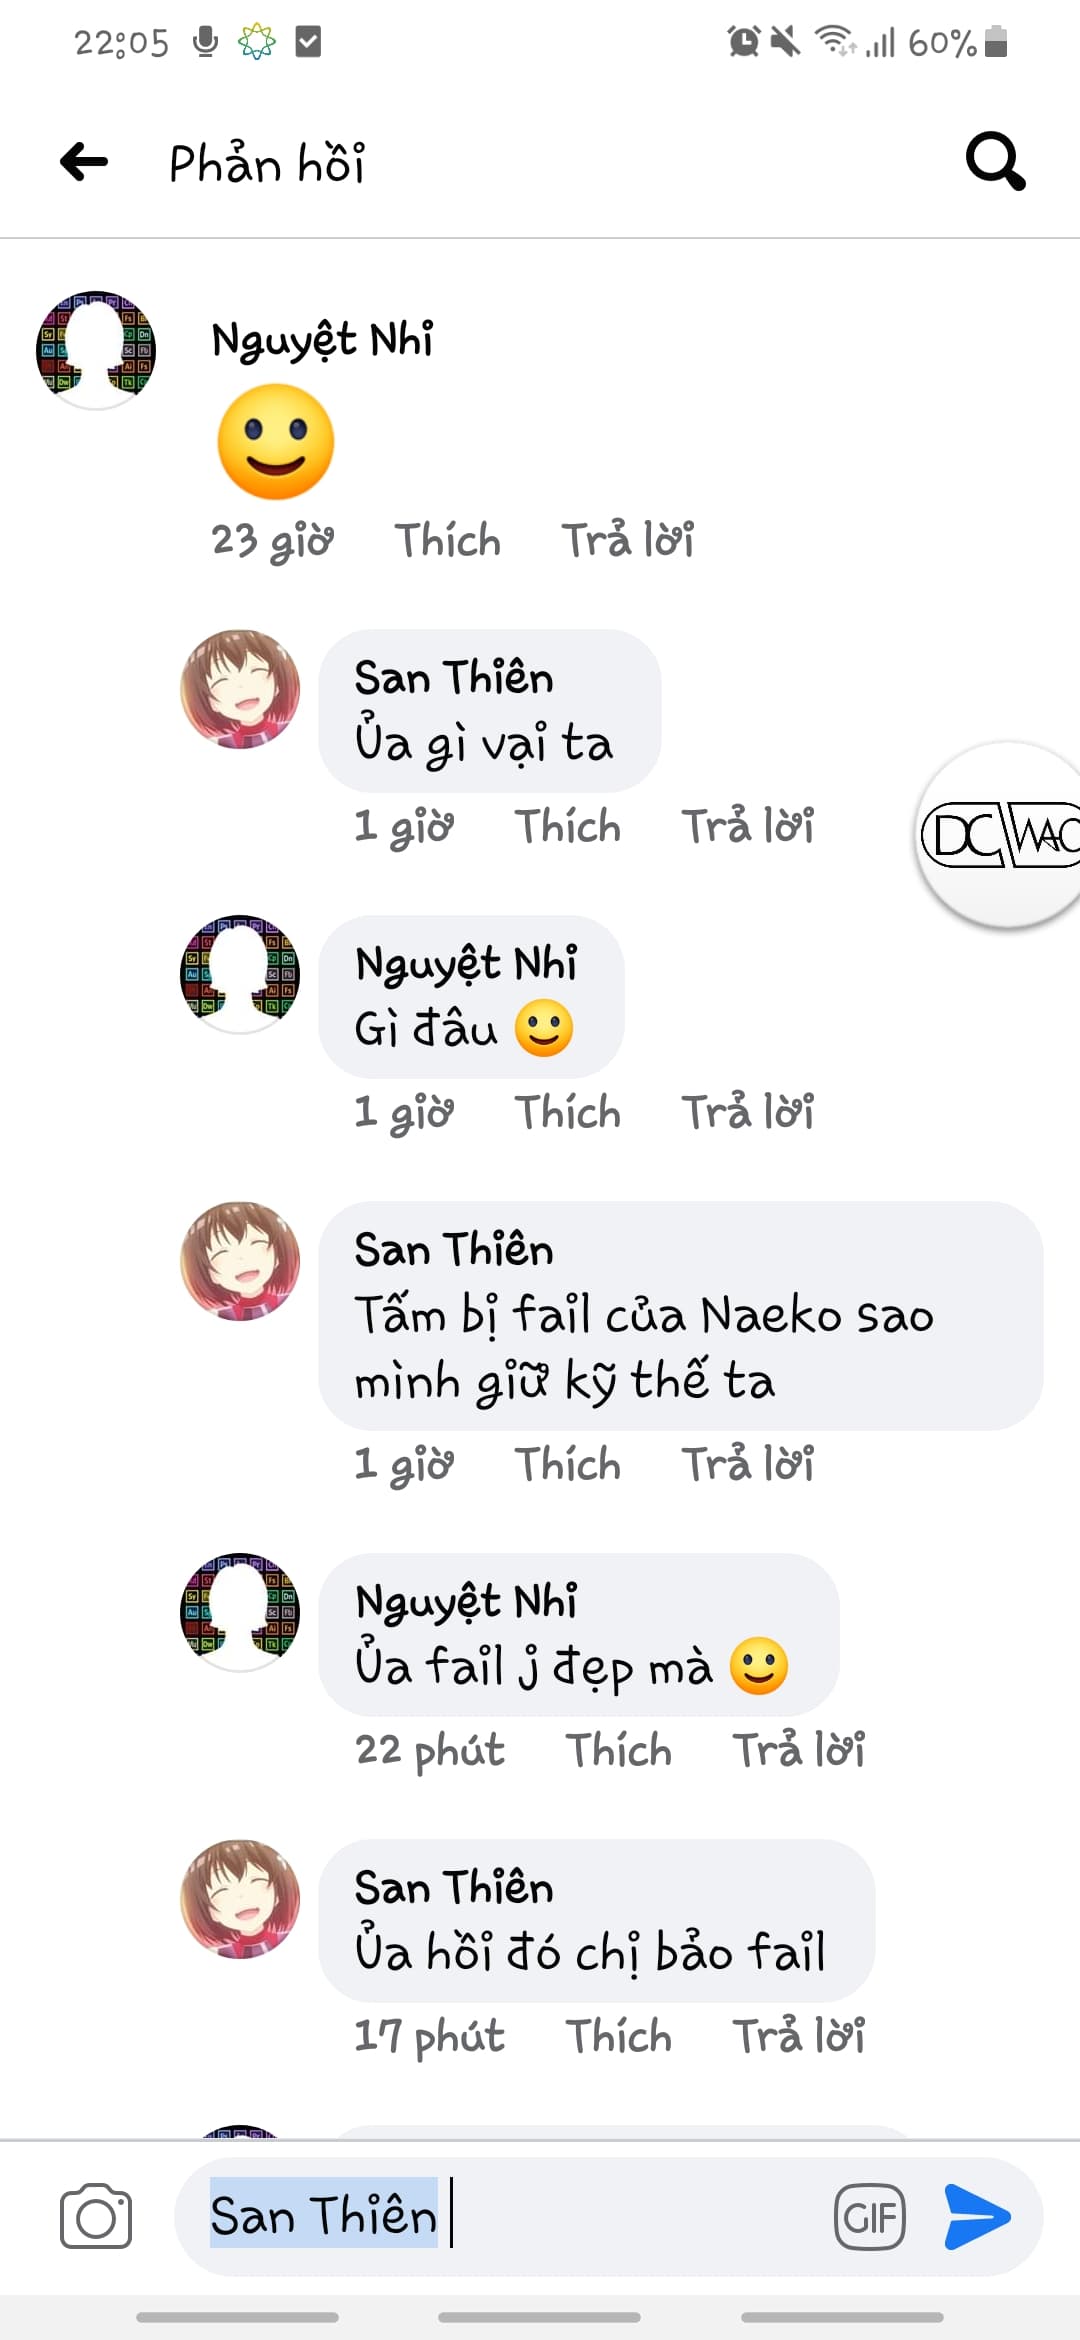 22:05 60%
Phản hồi
Nguyệt Nhi
23 giờ Thích Trả lời
San Thiên
Ủa gì vại ta
1 giờ Thích Trả lời
DC WAO
Nguyệt Nhi
Gì đâu 🙂
1 giờ Thích Trả lời
San Thiên
Tấm bị fail của Naeko sao
mình giữ kỹ thế ta
1 giờ Thích Trả lời
Nguyệt Nhi
Ủa fail j đẹp mà 🙂
22 phút Thích Trả lời
San Thiên
Ủa hồi đó chị bảo fail
17 phút Thích Trả lời
San Thiên
GIF